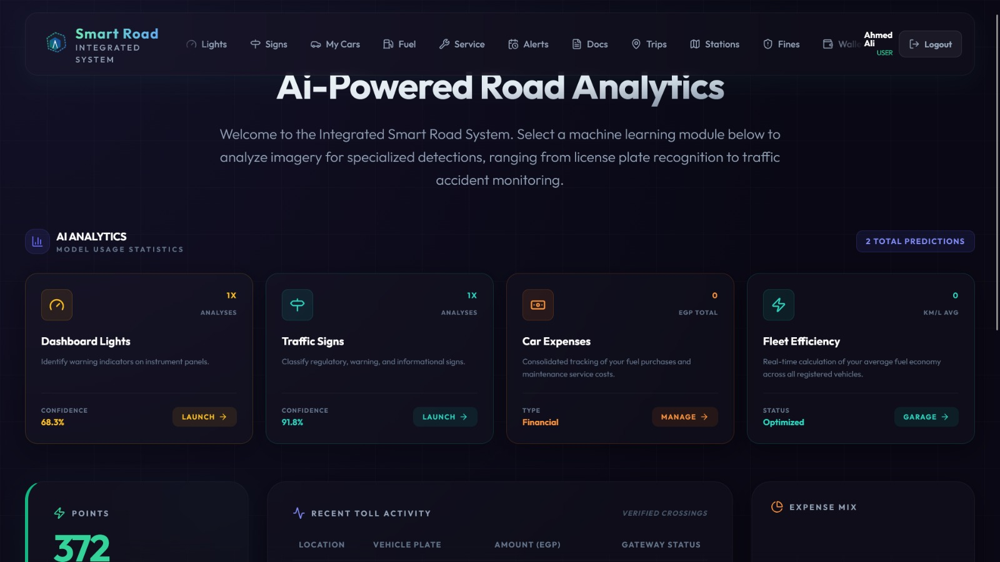 Smart Road
INTEGRATED
SYSTEM
Lights
Signs
My Cars
Fuel
Service
Alerts
Docs
Trips
Stations
Fines
Ahmed
Ali
USER
Logout
Ai-Powered Road Analytics
Welcome to the Integrated Smart Road System. Select a machine learning module below to
analyze imagery for specialized detections, ranging from license plate recognition to traffic
accident monitoring.
AI ANALYTICS
MODEL USAGE STATISTICS
2 TOTAL PREDICTIONS
1X
ANALYSES
Dashboard Lights
Identify warning indicators on instrument panels.
CONFIDENCE
68.3%
LAUNCH
1X
ANALYSES
Traffic Signs
Classify regulatory, warning, and informational signs.
CONFIDENCE
91.8%
LAUNCH
0
EGP TOTAL
Car Expenses
Consolidated tracking of your fuel purchases and
maintenance service costs.
TYPE
Financial
MANAGE
0
KM/L AVG
Fleet Efficiency
Real-time calculation of your average fuel economy
across all registered vehicles.
STATUS
Optimized
GARAGE
POINTS
372
RECENT TOLL ACTIVITY
VERIFIED CROSSINGS
LOCATION
VEHICLE PLATE
AMOUNT (EGP)
GATEWAY STATUS
EXPENSE MIX